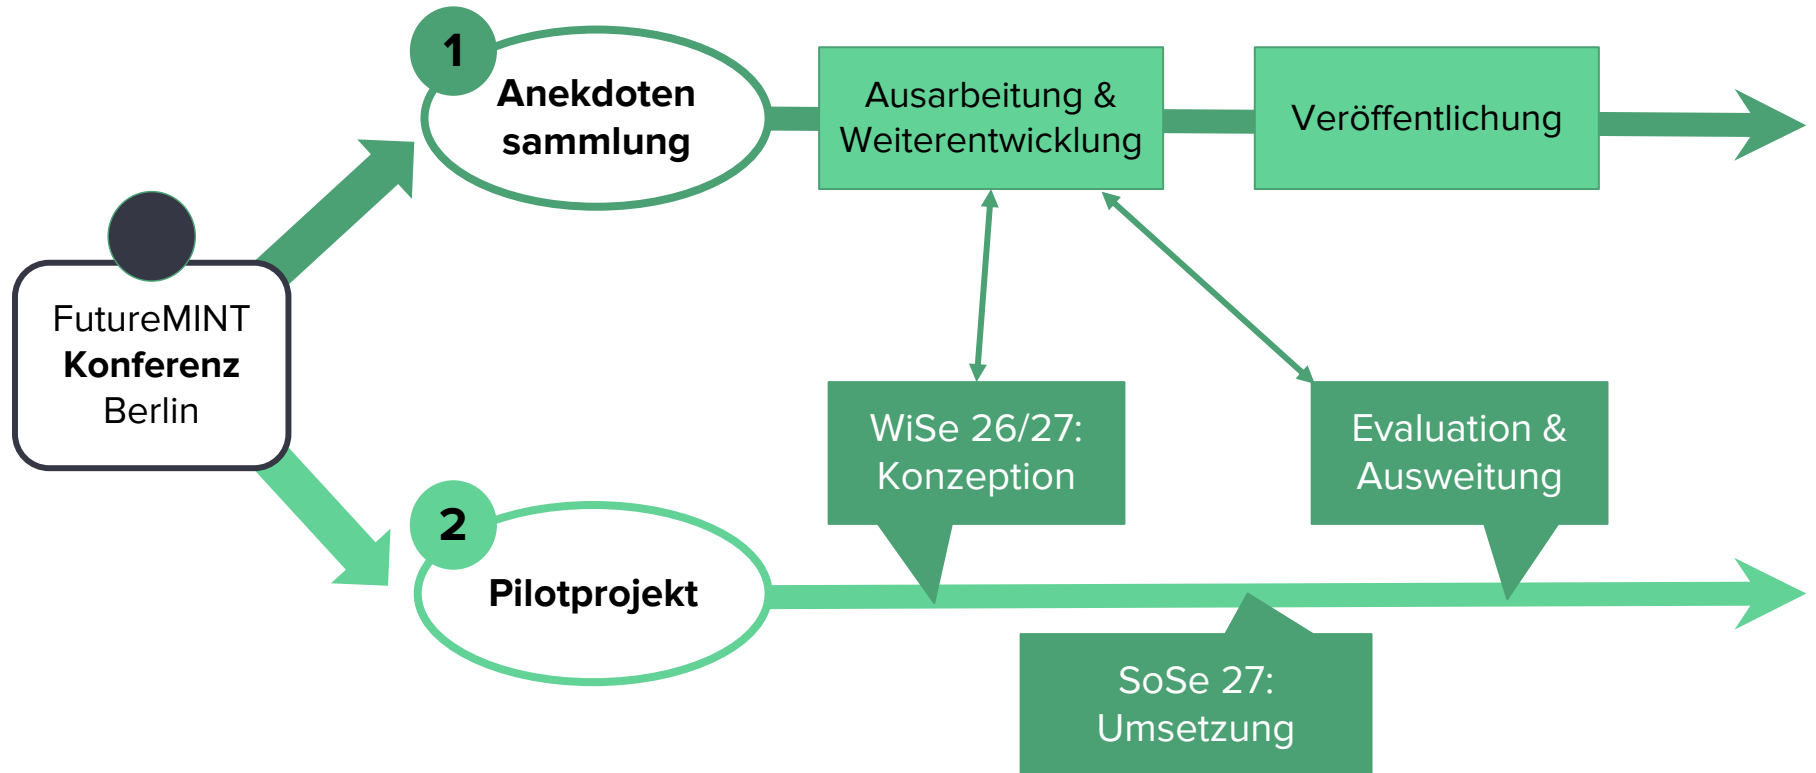 FutureMINT
Konferenz
Berlin
1
Anekdoten
sammlung
Ausarbeitung &
Weiterentwicklung
Veröffentlichung
2
Pilotprojekt
WiSe 26/27:
Konzeption
SoSe 27:
Umsetzung
Evaluation &
Ausweitung